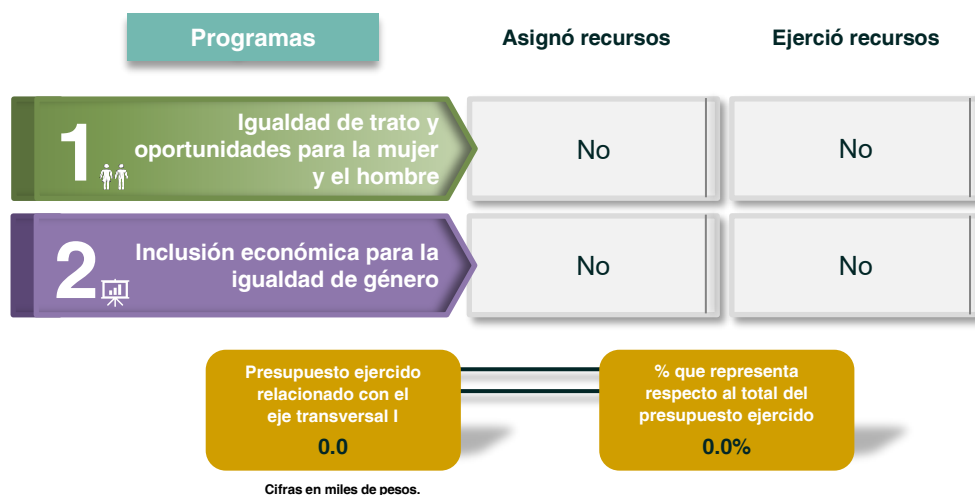 Programas
Asignó recursos
Ejerció recursos
1
Igualdad de trato y
oportunidades para la mujer
y el hombre
No
No
2
Inclusión económica para la
igualdad de género
No
No
Presupuesto ejercido
relacionado con el
eje transversal I
0.0
% que representa
respecto al total del
presupuesto ejercido
0.0%
Cifras en miles de pesos.